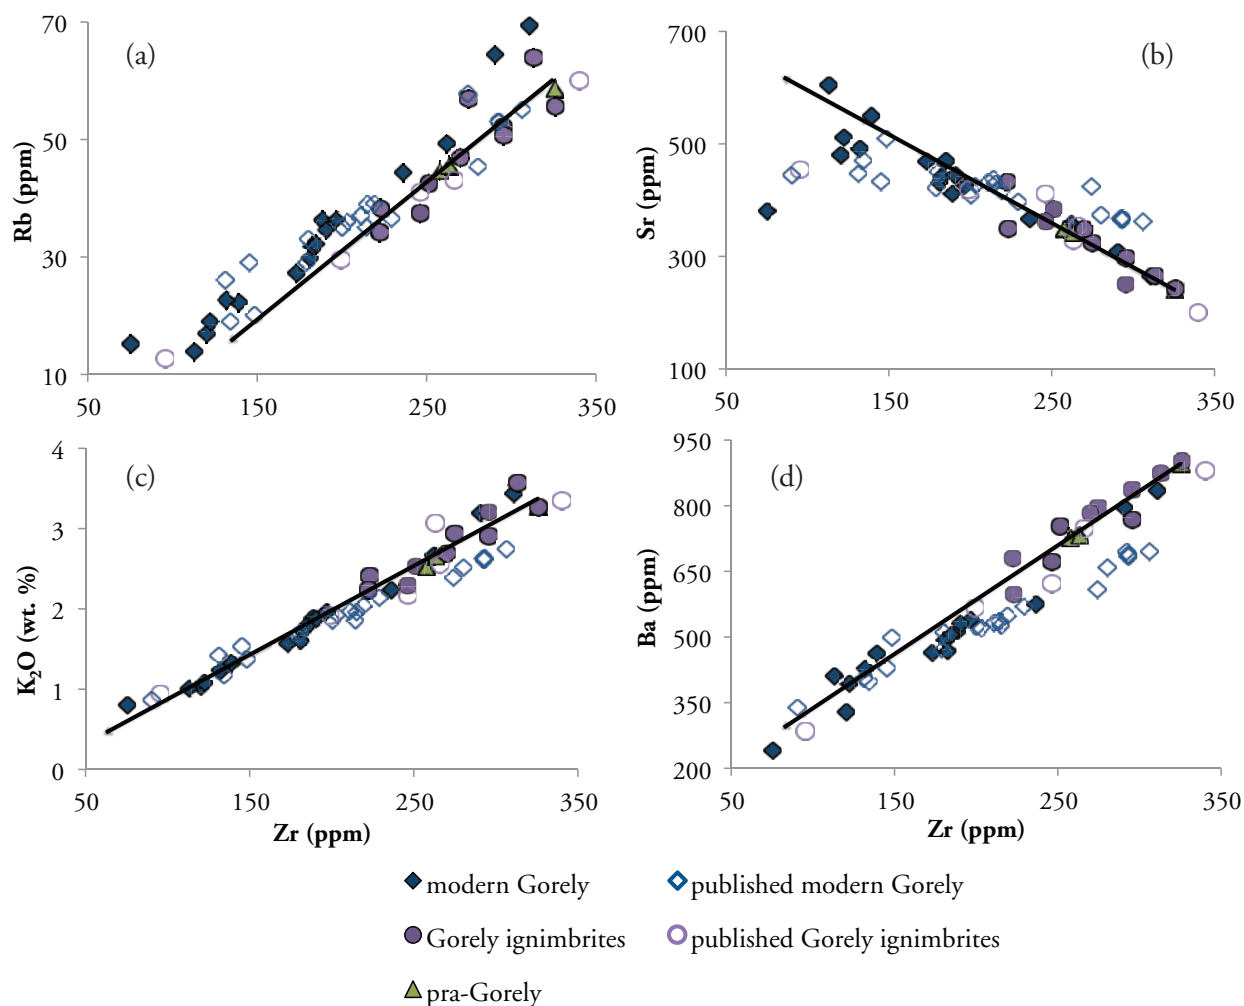 70
50
30
10
Rb (ppm)
(a)
50 150 250 350
700
500
300
100
Sr (ppm)
(b)
50 150 250 350
4
3
2
1
0
K2O (wt. %)
(c)
50 150 250 350
Zr (ppm)
950
800
650
500
350
200
Ba (ppm)
(d)
50 150 250 350
Zr (ppm)
modern Gorely
published modern Gorely
Gorely ignimbrites
published Gorely ignimbrites
pra-Gorely